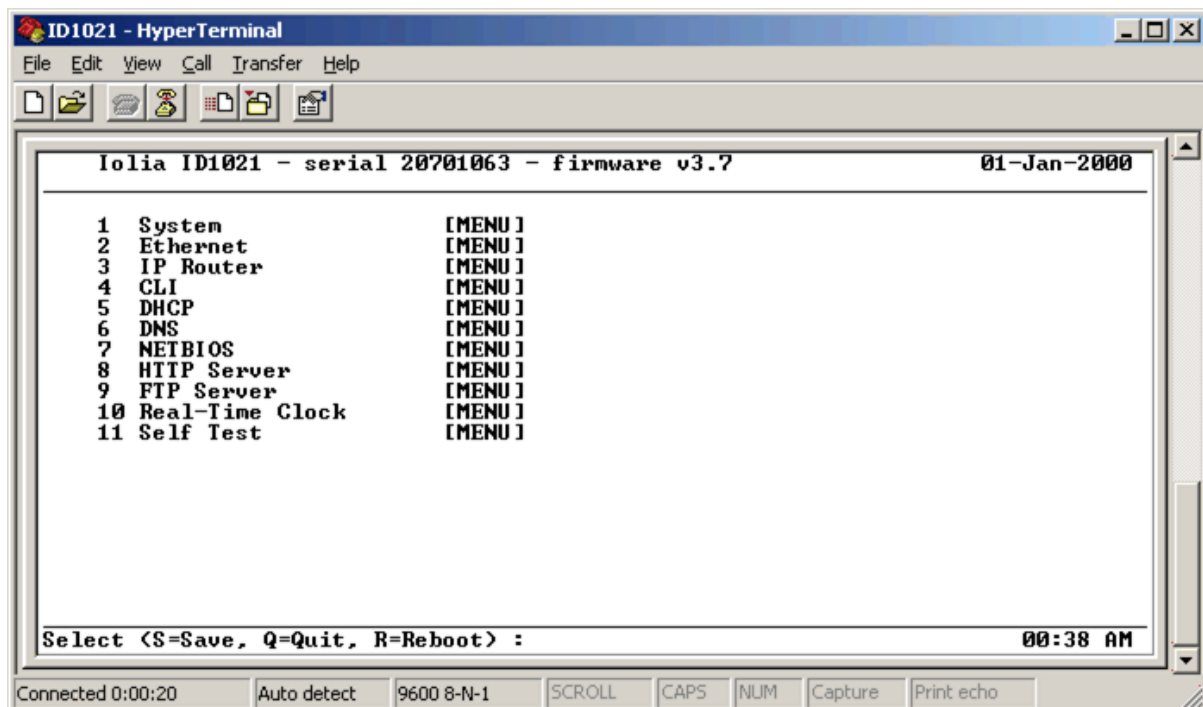 ID1021 - HyperTerminal
File Edit View Call Transfer Help
Iolia ID1021 - serial 20701063 - firmware v3.7 01-Jan-2000
1 System [MENU]
2 Ethernet [MENU]
3 IP Router [MENU]
4 CLI [MENU]
5 DHCP [MENU]
6 DNS [MENU]
7 NETBIOS [MENU]
8 HTTP Server [MENU]
9 FTP Server [MENU]
10 Real-Time Clock [MENU]
11 Self Test [MENU]
Select (S=Save, Q=Quit, R=Reboot) : 00:38 AM
Connected 0:00:20 Auto detect 9600 8-N-1 SCROLL CAPS NUM Capture Print echo